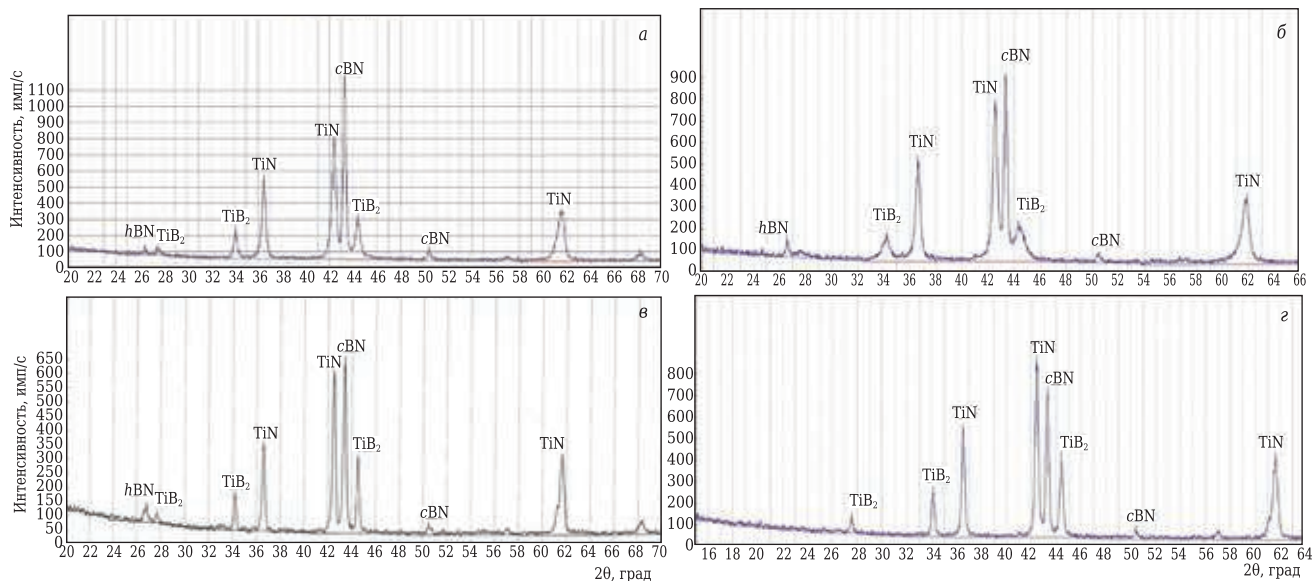 а
Интенсивность, имп/с
1100
1000
900
800
700
600
500
400
300
200
100
0
hBN
TiB₂
TiB₂
TiN
TiN
cBN
TiB₂
cBN
TiN
20 22 24 26 28 30 32 34 36 38 40 42 44 46 48 50 52 54 56 58 60 62 64 66 68 70
б
900
800
700
600
500
400
300
200
100
0
hBN
TiB₂
TiN
TiN
cBN
TiB₂
cBN
TiN
20 22 24 26 28 30 32 34 36 38 40 42 44 46 48 50 52 54 56 58 60 62 64 66
в
Интенсивность, имп/с
650
600
550
500
450
400
350
300
250
200
150
100
50
0
hBN
TiB₂
TiB₂
TiN
TiN
cBN
TiB₂
cBN
TiN
20 22 24 26 28 30 32 34 36 38 40 42 44 46 48 50 52 54 56 58 60 62 64 66 68 70
2θ, град
г
800
700
600
500
400
300
200
100
0
TiB₂
TiB₂
TiN
TiN
cBN
TiB₂
cBN
TiN
16 18 20 22 24 26 28 30 32 34 36 38 40 42 44 46 48 50 52 54 56 58 60 62 64
2θ, град